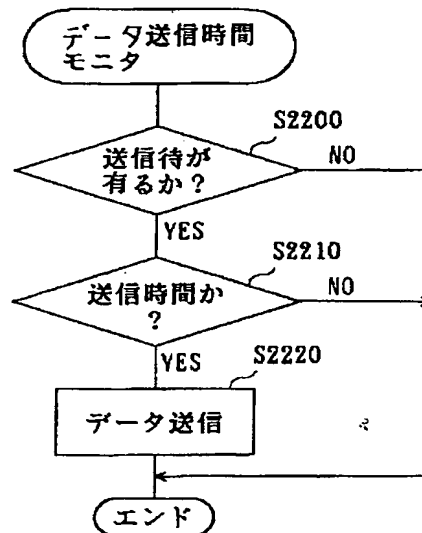 データ送信時間
モニタ
S2200
送信待が
有るか?
NO
YES
S2210
送信時間か
?
NO
YES
S2220
データ送信
エンド